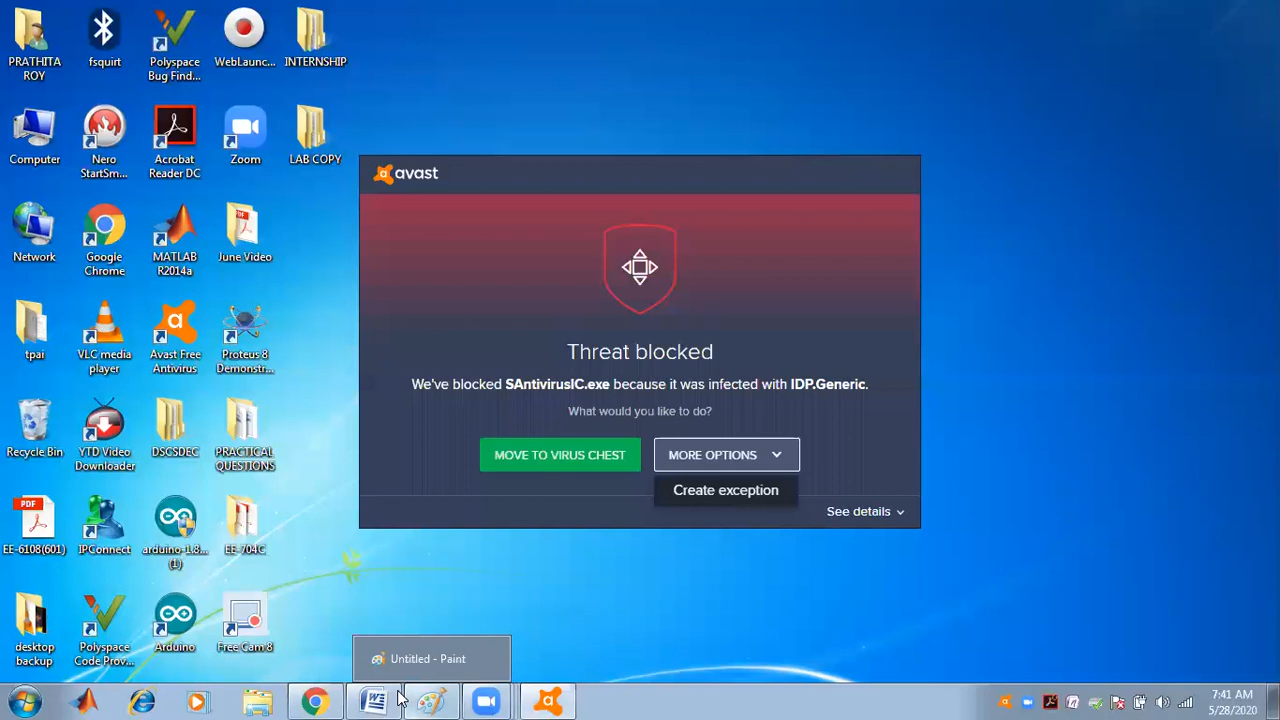 PRATHITA
ROY
fsquirt
Polyspace
Bug Find...
WebLaunc...
INTERNSHIP
Computer
Nero
StartSm...
Acrobat
Reader DC
Zoom
LAB COPY
Network
Google
Chrome
MATLAB
R2014a
June Video
tpai
VLC media
player
Avast Free
Antivirus
Proteus 8
Demonstr...
Recycle Bin
YTD Video
Downloader
DSCSDEC
PRACTICAL
QUESTIONS
PDF
EE-6108(601)
IPConnect
arduino-1.8...
(1)
EE-704C
desktop
backup
Polyspace
Code Prov...
Arduino
Free Cam 8
avast
Threat blocked
We've blocked SAntivirusIC.exe because it was infected with IDP.Generic.
What would you like to do?
MOVE TO VIRUS CHEST
MORE OPTIONS
Create exception
See details
Untitled - Paint
7:41 AM
5/28/2020